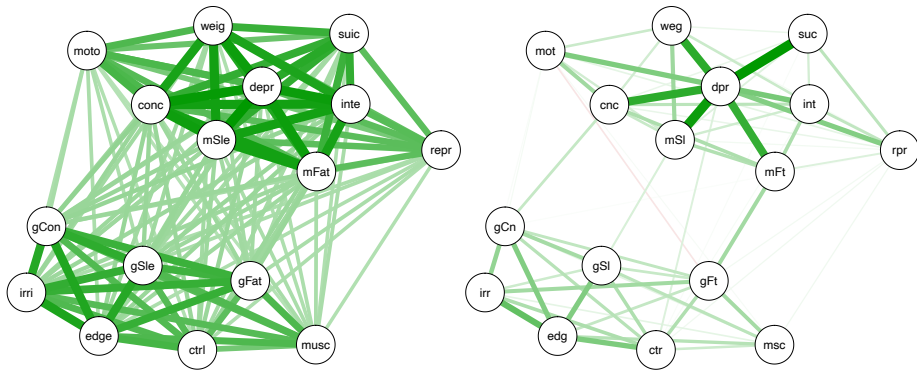 weig
suic
moto
depr
conc
inte
mSle
repr
mFat
gCon
gSle
gFat
irri
edge
ctrl
musc
weg
suc
mot
dpr
cnc
int
mSl
rpr
mFt
gCn
gSl
gFt
irr
edg
ctr
msc